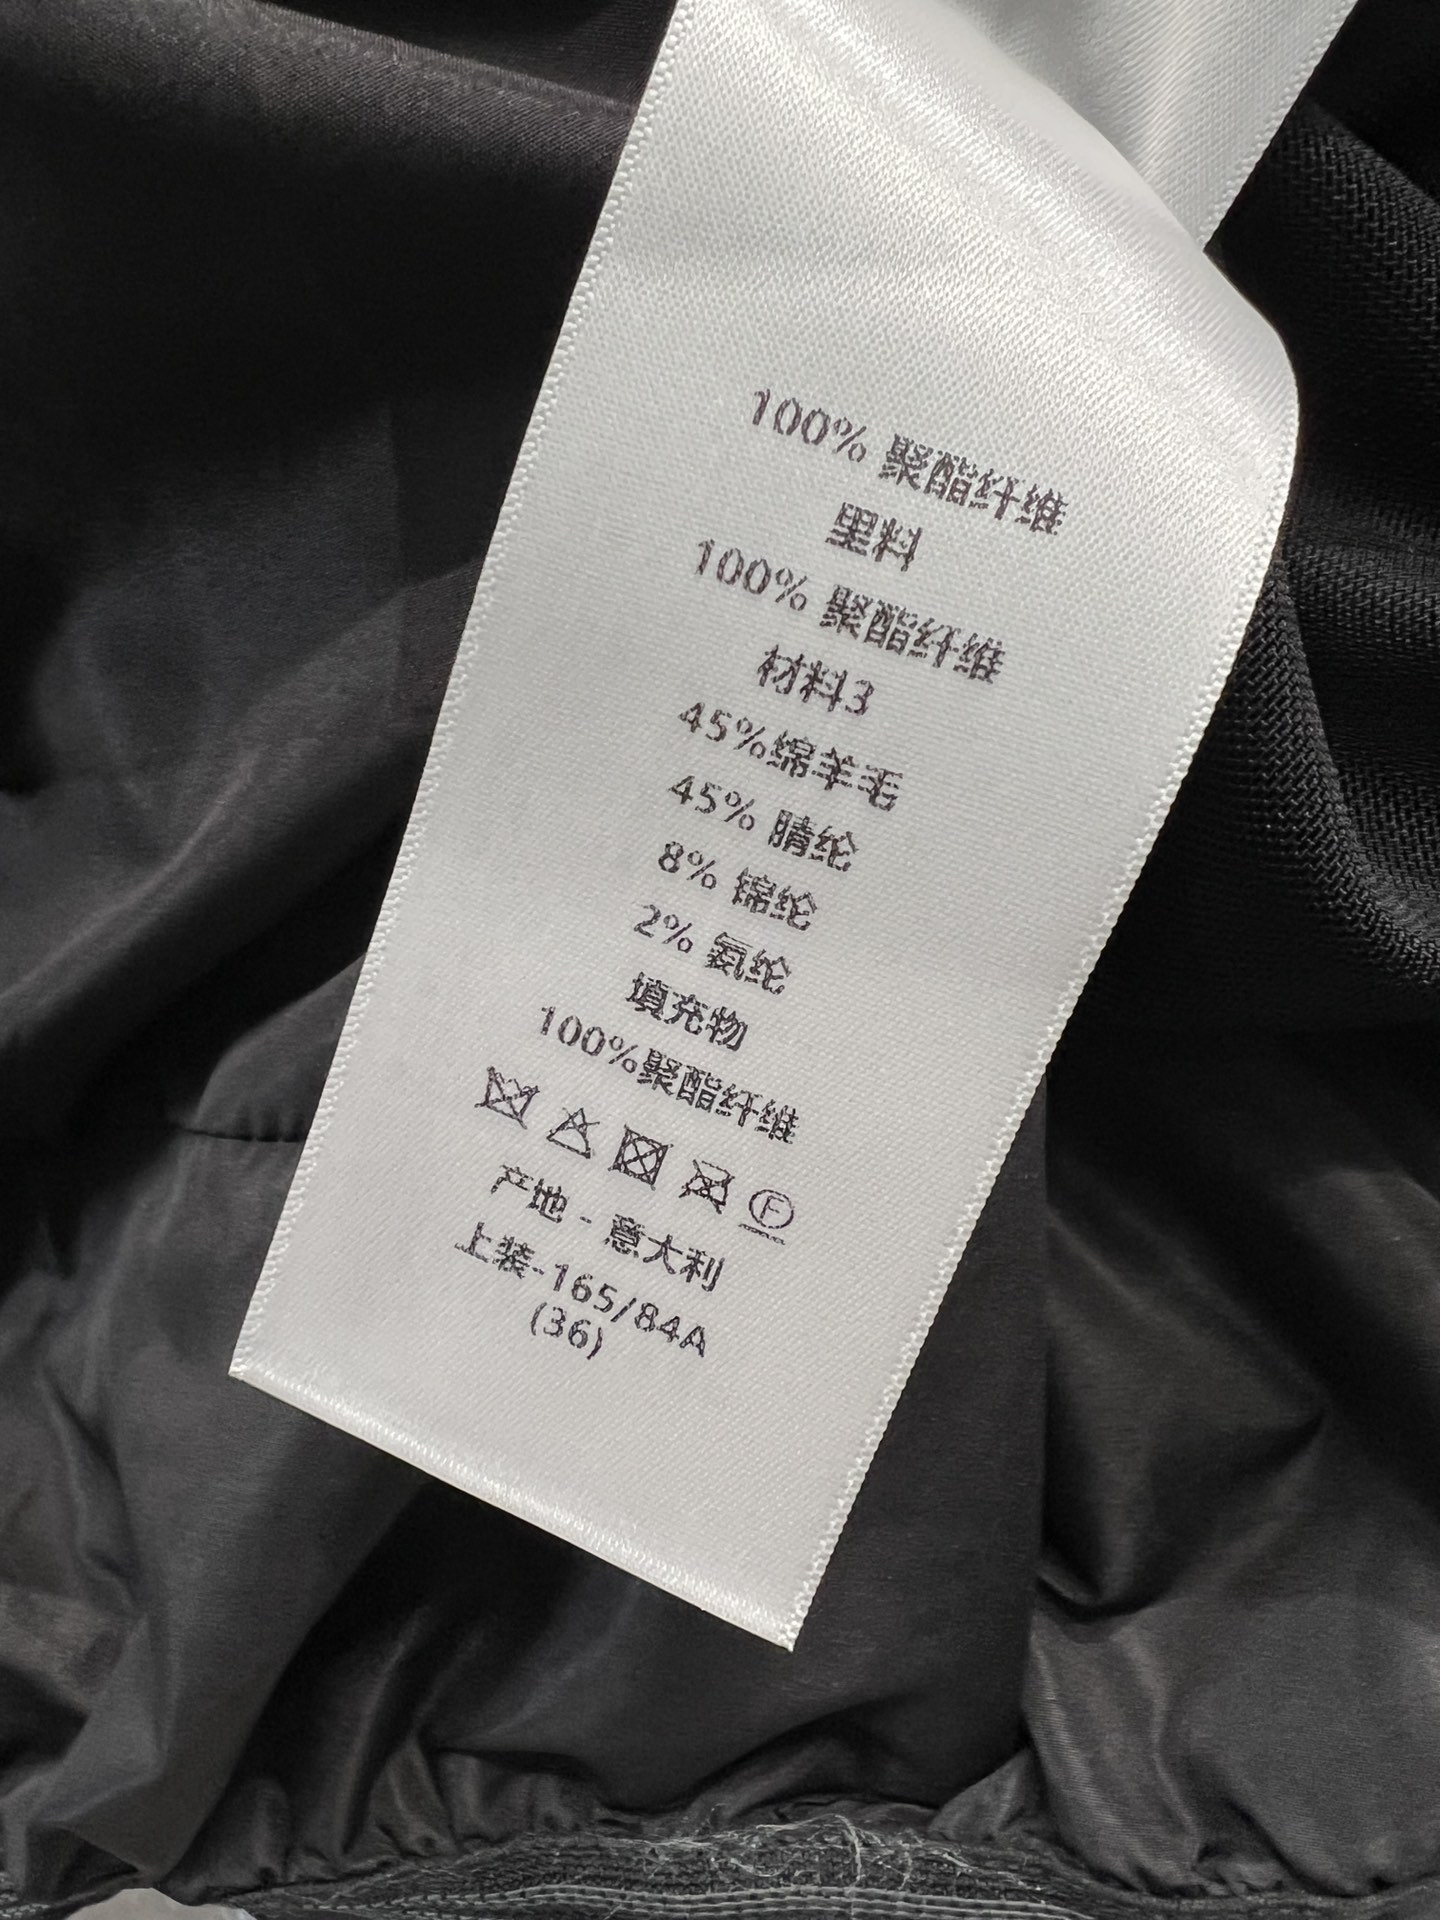 100% 聚酯纤维
里料
100% 聚酯纤维
材料3
45%绵羊毛
45% 腈纶
8% 锦纶
2% 氨纶
填充物
100%聚酯纤维
F
产地 - 意大利
上装-165/84A
(36)